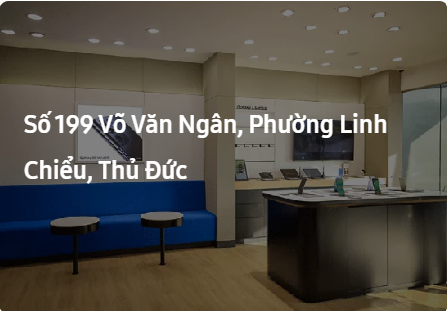 Số 199 Võ Văn Ngân, Phường Linh
Chiểu, Thủ Đức